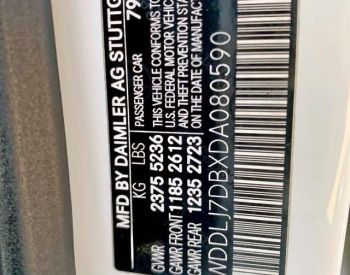 MFD BY DAIMLER AG STUTTG
79
KG LBS PASSENGER CAR
GVWR 2375 5236
GAWR FRONT 1185 2612
GAWR REAR 1235 2723
THIS VEHICLE CONFORMS TO
U.S. FEDERAL MOTOR VEHIC
AND THEFT PREVENTION STA
ON THE DATE OF MANUFAC
WDDLJ7DBXDA080590